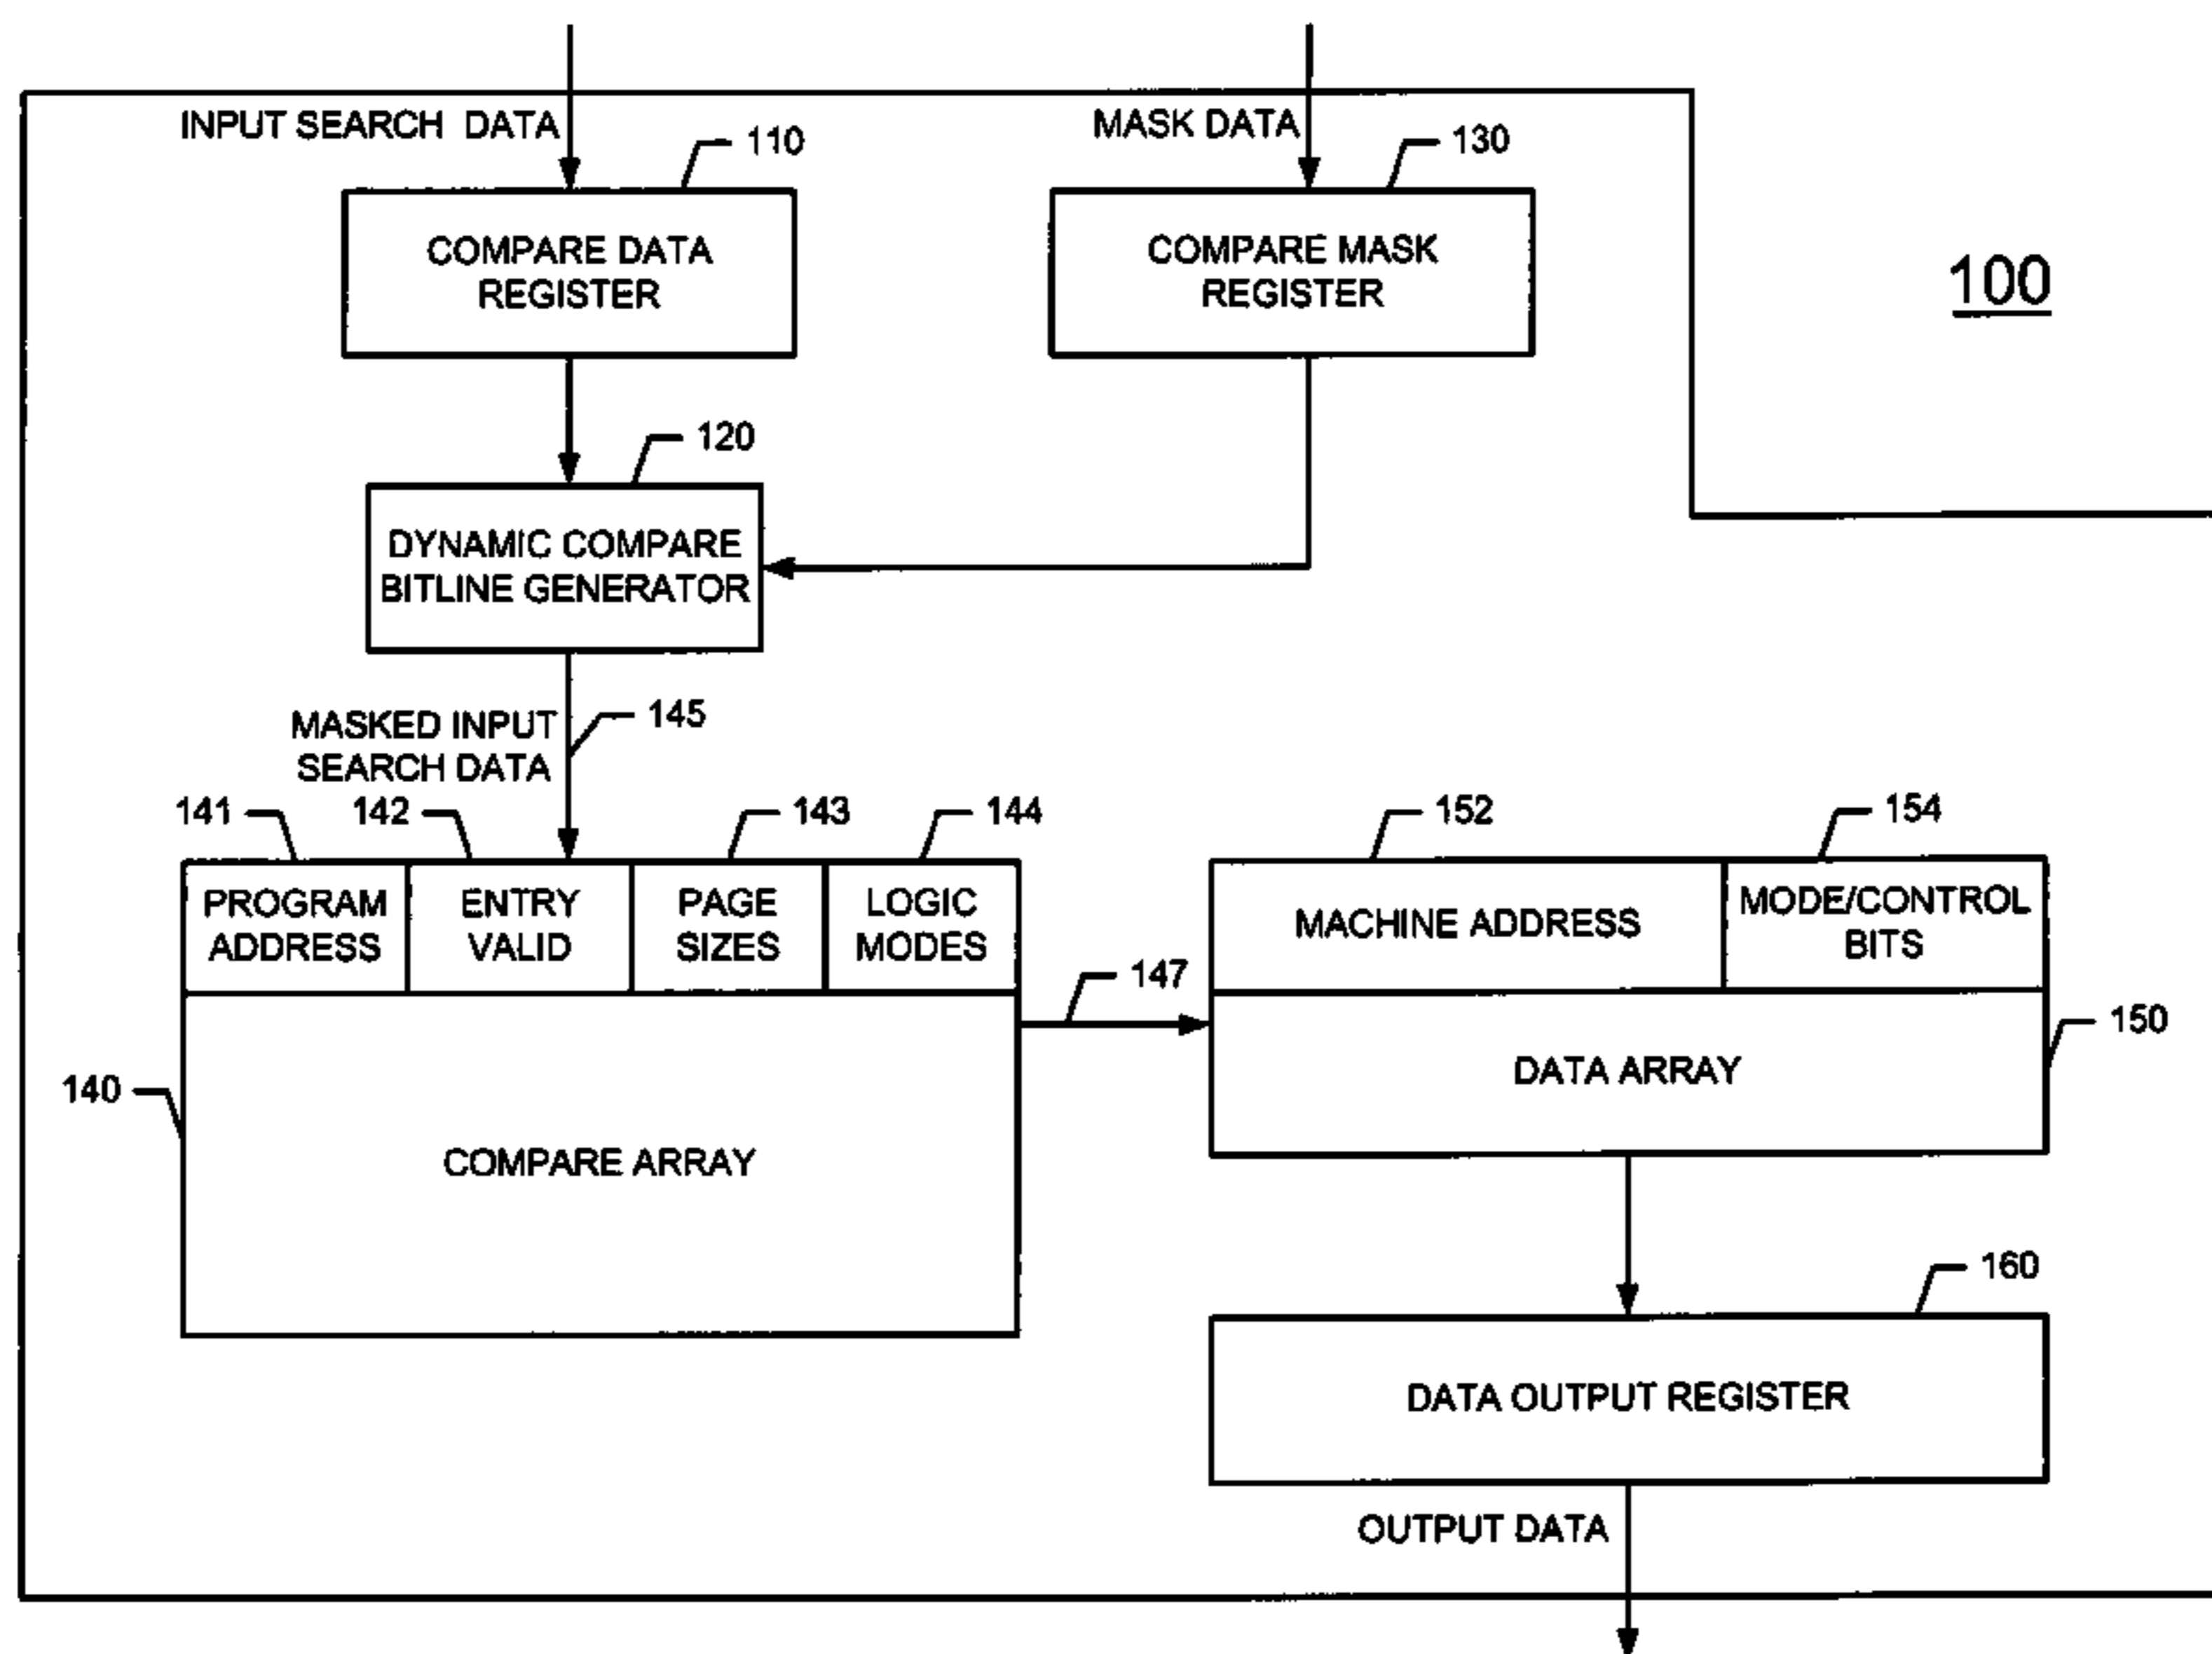 INPUT SEARCH DATA
MASK DATA
110
130
COMPARE DATA
REGISTER
COMPARE MASK
REGISTER
100
120
DYNAMIC COMPARE
BITLINE GENERATOR
MASKED INPUT
SEARCH DATA
145
141
142
143
144
152
154
PROGRAM
ADDRESS
ENTRY
VALID
PAGE
SIZES
LOGIC
MODES
MACHINE ADDRESS
MODE/CONTROL
BITS
147
150
DATA ARRAY
140
COMPARE ARRAY
160
DATA OUTPUT REGISTER
OUTPUT DATA